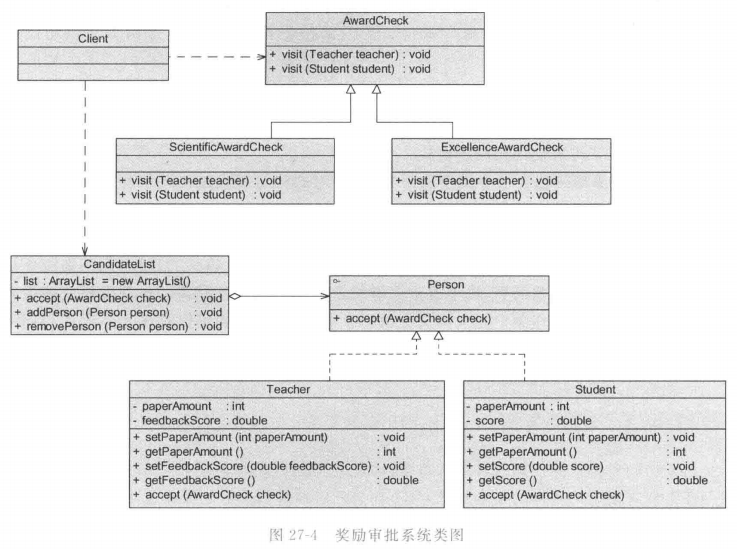 AwardCheck
+ visit (Teacher teacher) : void
+ visit (Student student) : void
Client
ScientificAwardCheck
+ visit (Teacher teacher) : void
+ visit (Student student) : void
ExcellenceAwardCheck
+ visit (Teacher teacher) : void
+ visit (Student student) : void
CandidateList
- list : ArrayList = new ArrayList()
+ accept (AwardCheck check) : void
+ addPerson (Person person) : void
+ removePerson (Person person) : void
Person
+ accept (AwardCheck check)
Teacher
- paperAmount : int
- feedbackScore : double
+ setPaperAmount (int paperAmount) : void
+ getPaperAmount () : int
+ setFeedbackScore (double feedbackScore) : void
+ getFeedbackScore () : double
+ accept (AwardCheck check)
Student
- paperAmount : int
- score : double
+ setPaperAmount (int paperAmount) : void
+ getPaperAmount () : int
+ setScore (double score) : void
+ getScore () : double
+ accept (AwardCheck check)
图 27-4 奖励审批系统类图